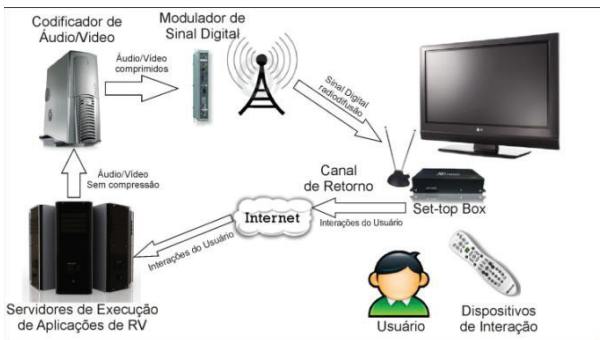 Codificador de
Áudio/Video
Modulador de
Sinal Digital
Áudio/Vídeo
comprimidos
Sinal Digital
radiodifusão
Áudio/Vídeo
Sem compressão
Canal
de Retorno
Internet
Interações do Usuário
Set-top Box
Interações do Usuário
Servidores de Execução
de Aplicações de RV
Usuário
Dispositivos
de Interação